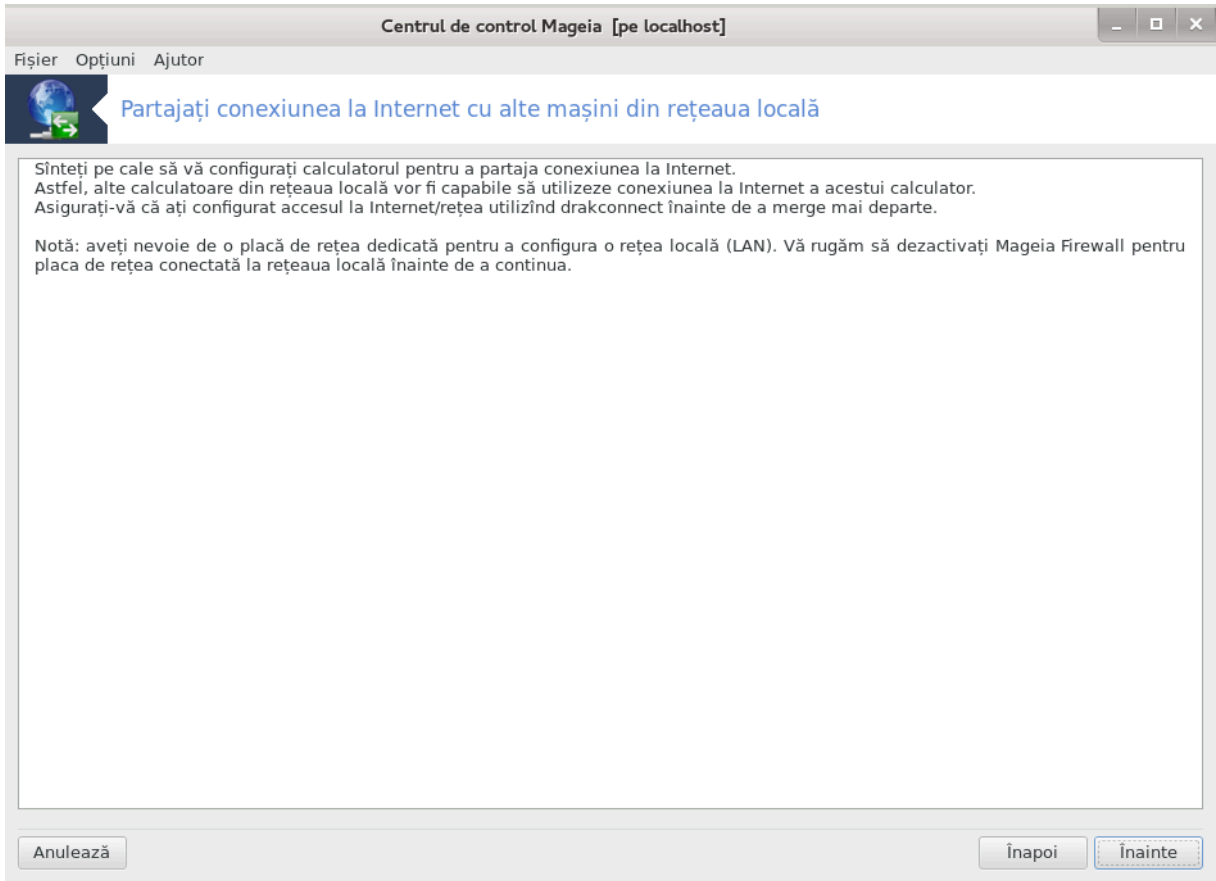 Centrul de control Mageia [pe localhost]
Fișier Opțiuni Ajutor
Partajați conexiunea la Internet cu alte mașini din rețeaua locală
Sînteți pe cale să vă configurați calculatorul pentru a partaja conexiunea la Internet.
Astfel, alte calculatoare din rețeaua locală vor fi capabile să utilizeze conexiunea la Internet a acestui calculator.
Asigurați-vă că ați configurat accesul la Internet/rețea utilizînd drakconnect înainte de a merge mai departe.
Notă: aveți nevoie de o placă de rețea dedicată pentru a configura o rețea locală (LAN). Vă rugăm să dezactivați Mageia Firewall pentru
placa de rețea conectată la rețeaua locală înainte de a continua.
Anulează Înapoi Înainte